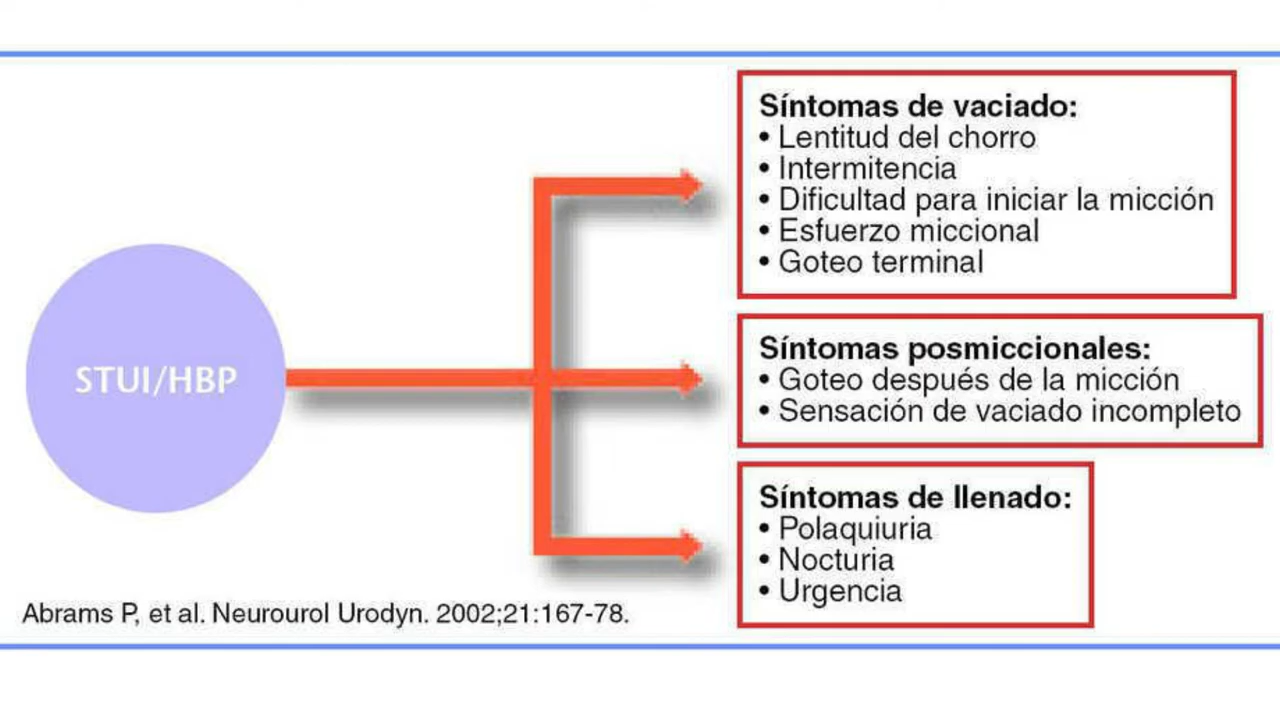 Síntomas de vaciado:
• Lentitud del chorro
• Intermitencia
• Dificultad para iniciar la micción
• Esfuerzo miccional
• Goteo terminal
STUI/HBP
Síntomas posmiccionales:
• Goteo después de la micción
• Sensación de vaciado incompleto
Síntomas de llenado:
• Polaquiuria
• Nocturia
• Urgencia
Abrams P, et al. Neurourol Urodyn. 2002;21:167-78.